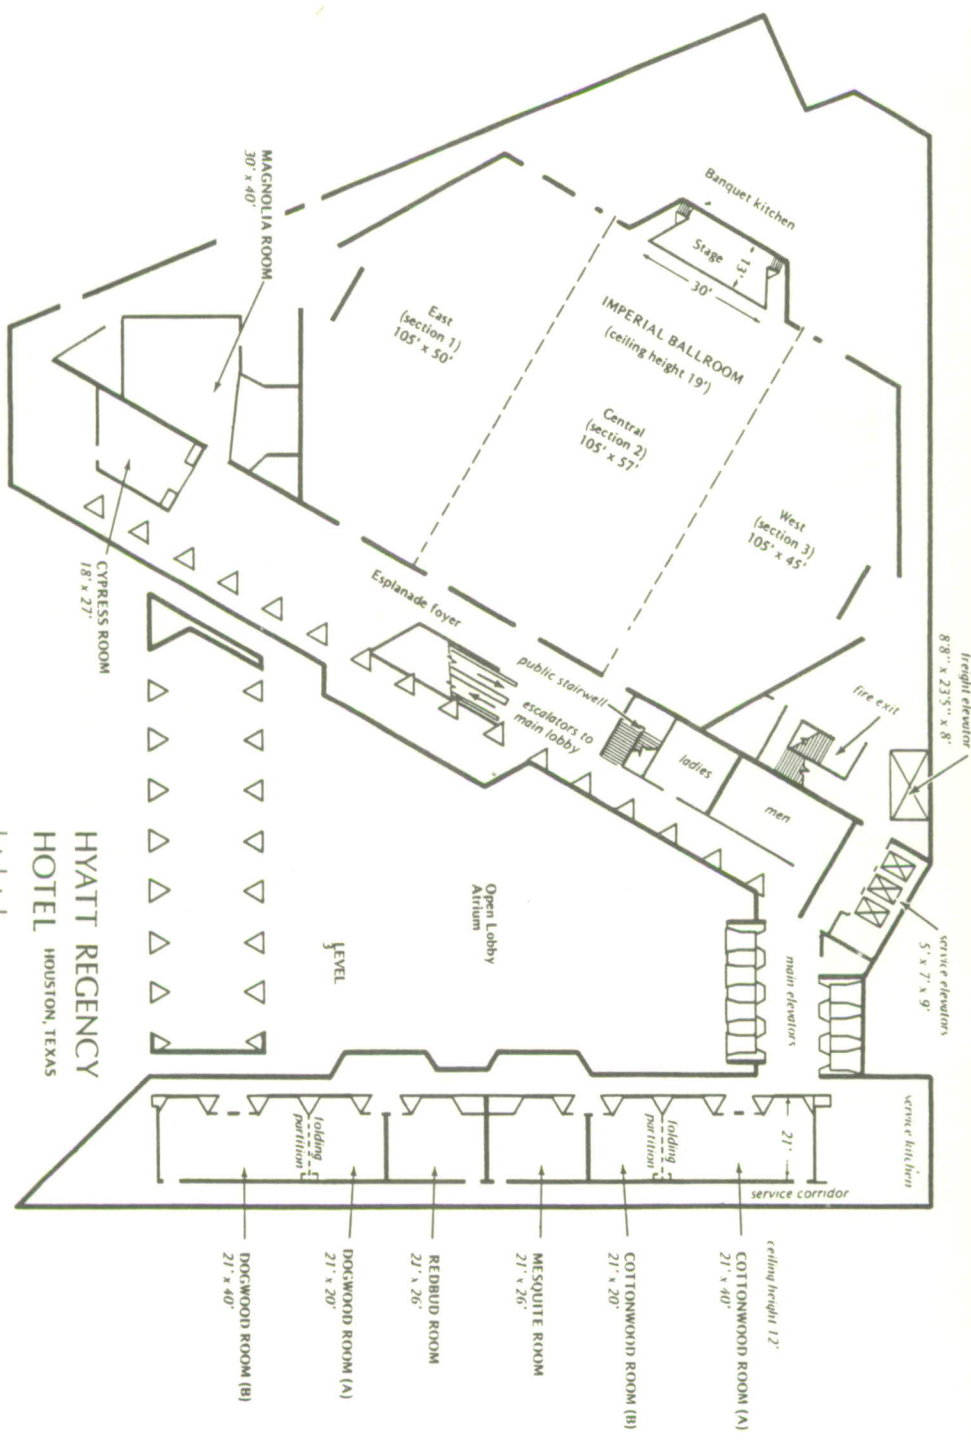 freight elevator
8'8" x 23'5" x 8'
Banquet kitchen
Stage
13'
30'
IMPERIAL BALLROOM
(ceiling height 19')
MAGNOLIA ROOM
30' x 40'
East
(section 1)
105' x 50'
Central
(section 2)
105' x 57'
West
(section 3)
105' x 45'
CYPRESS ROOM
18' x 27'
Esplanade foyer
public stairwell
escalators to
main lobby
fire exit
ladies
men
service elevators
5' x 7' x 9'
main elevators
Open Lobby
Atrium
LEVEL
3
HYATT REGENCY
HOTEL HOUSTON, TEXAS
service kitchen
21'
folding
partition
folding
partition
service corridor
ceiling height 12'
COTTONWOOD ROOM (A)
21' x 40'
COTTONWOOD ROOM (B)
21' x 20'
MESQUITE ROOM
21' x 26'
REDBUD ROOM
21' x 26'
DOGWOOD ROOM (A)
21' x 20'
DOGWOOD ROOM (B)
21' x 40'